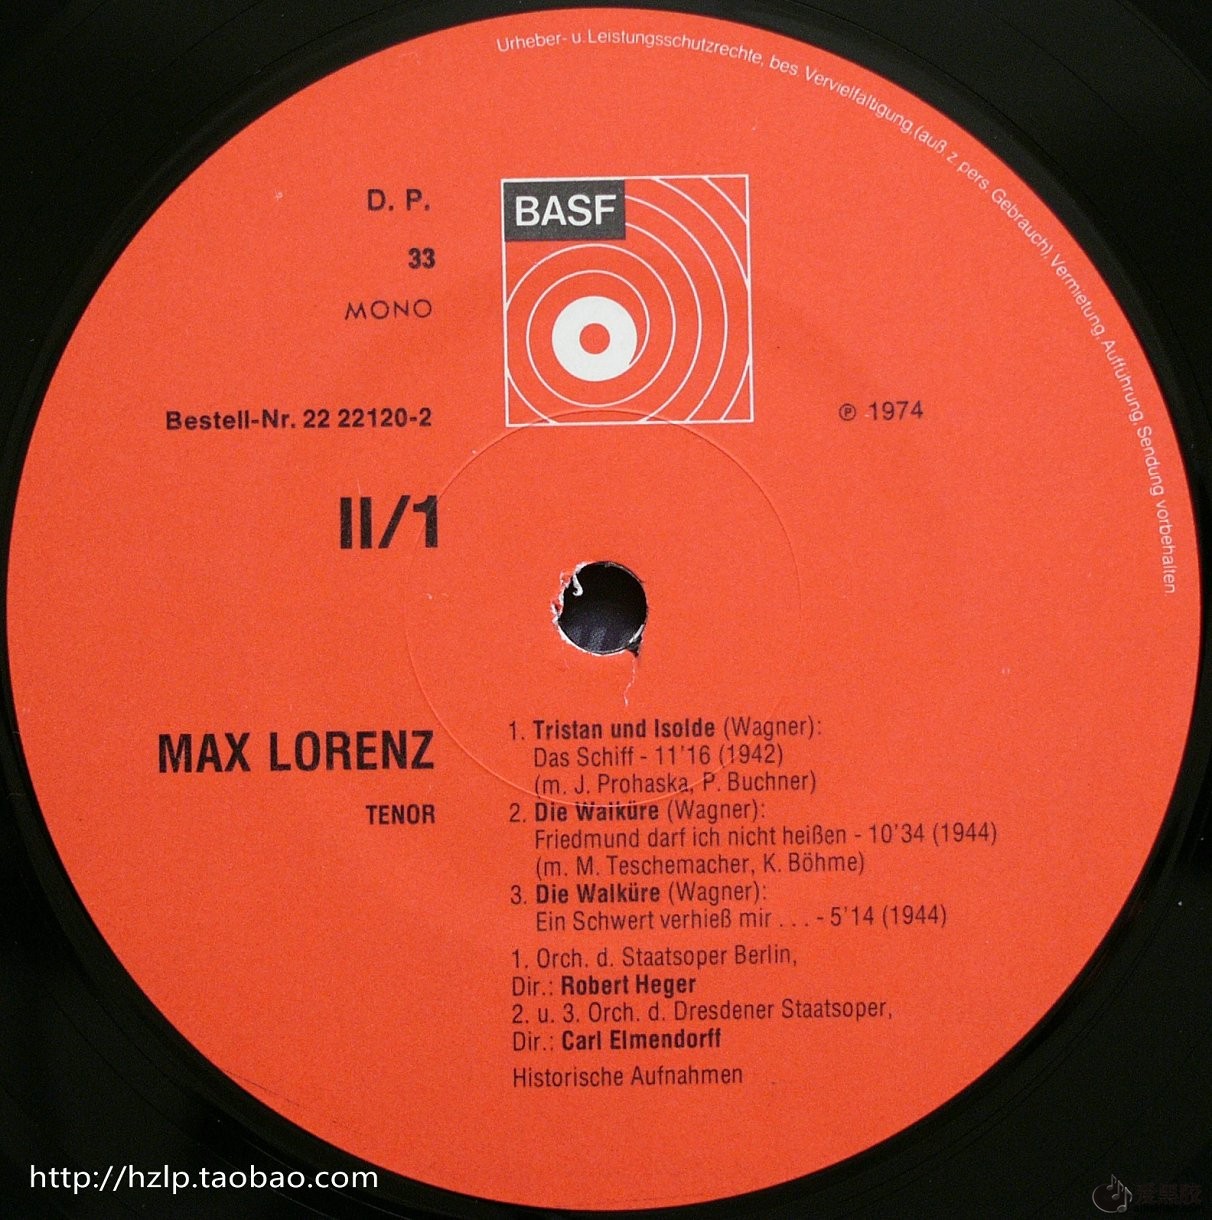 Urheber- u. Leistungsschutzrechte, bes. Vervielfältigung, (auß. z. pers. Gebrauch), Vermietung, Aufführung, Sendung vorbehalten.
D. P.
BASF
33
MONO
Bestell-Nr. 22 22120-2
℗ 1974
II/1
MAX LORENZ
TENOR
1. Tristan und Isolde (Wagner):
Das Schiff - 11'16 (1942)
(m. J. Prohaska, P. Buchner)
2. Die Walküre (Wagner):
Friedmund darf ich nicht heißen - 10'34 (1944)
(m. M. Teschemacher, K. Böhme)
3. Die Walküre (Wagner):
Ein Schwert verhieß mir . . . - 5'14 (1944)
1. Orch. d. Staatsoper Berlin,
Dir.: Robert Heger
2. u. 3. Orch. d. Dresdener Staatsoper,
Dir.: Carl Elmendorff
Historische Aufnahmen
http://hzlp.taobao.com